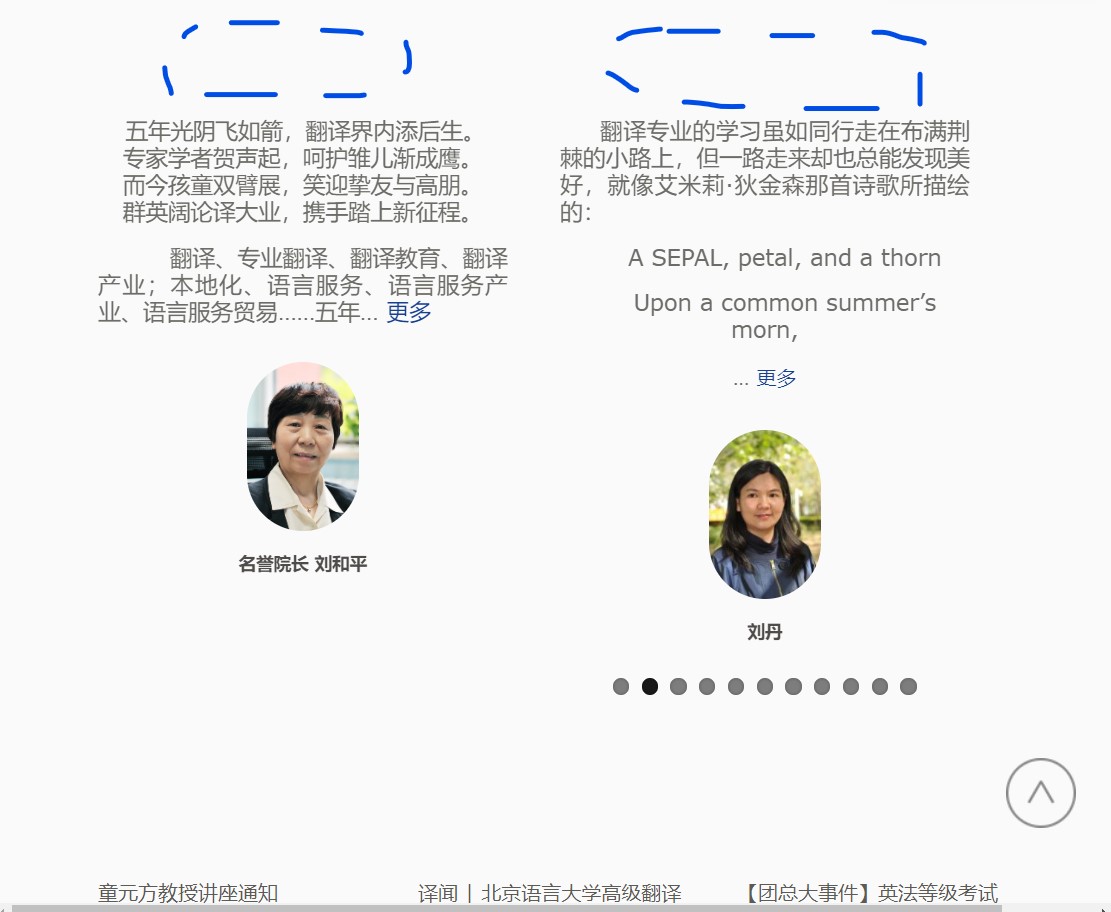 五年光阴飞如箭，翻译界内添后生。
专家学者贺声起，呵护雏儿渐成鹰。
而今孩童双臂展，笑迎挚友与高朋。
群英阔论译大业，携手踏上新征程。
翻译、专业翻译、翻译教育、翻译
产业；本地化、语言服务、语言服务产
业、语言服务贸易……五年... 更多
名誉院长 刘和平
翻译专业的学习虽如同行走在布满荆
棘的小路上，但一路走来却也总能发现美
好，就像艾米莉·狄金森那首诗歌所描绘
的：
A SEPAL, petal, and a thorn
Upon a common summer’s
morn,
... 更多
刘丹
童元方教授讲座通知
译闻 | 北京语言大学高级翻译
【团总大事件】英法等级考试